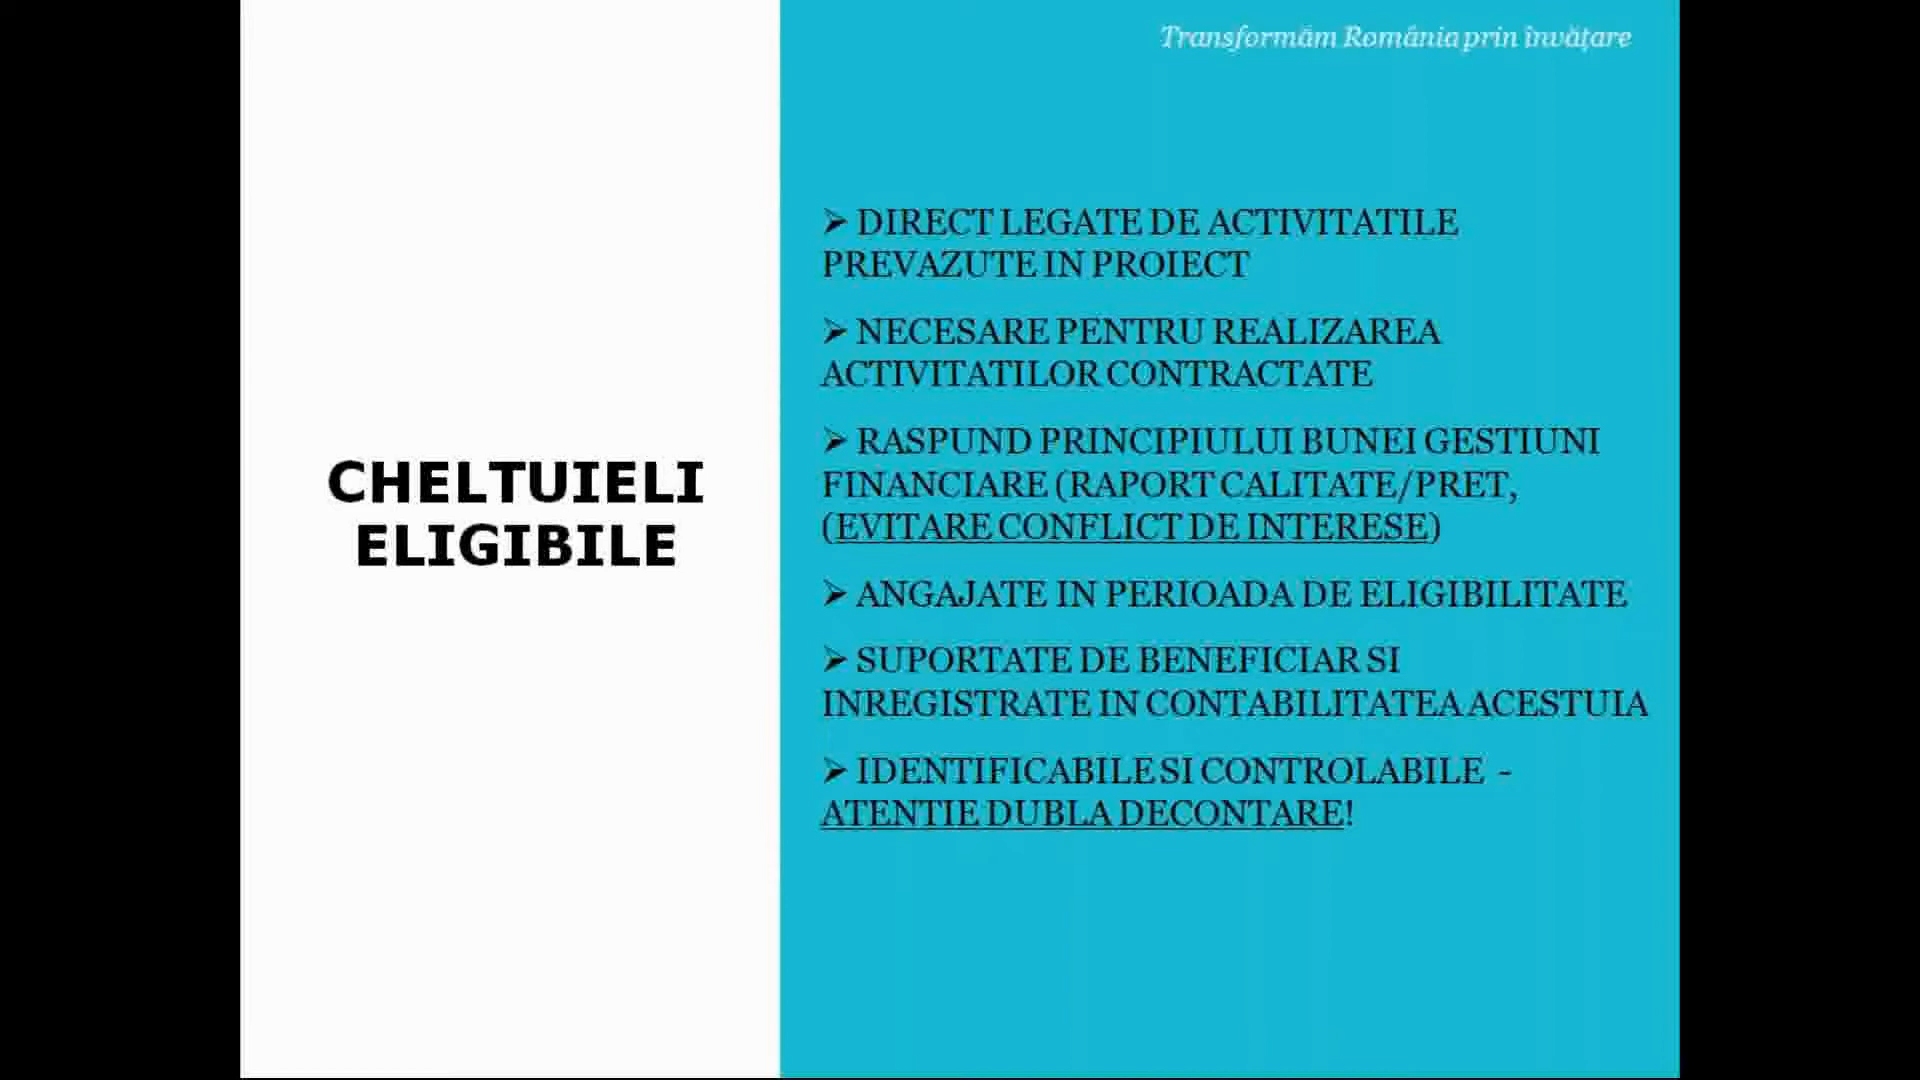 Transformăm România prin învățare
CHELTUIELI
ELIGIBILE
➢ DIRECT LEGATE DE ACTIVITATILE
PREVAZUTE IN PROIECT
➢ NECESARE PENTRU REALIZAREA
ACTIVITATILOR CONTRACTATE
➢ RASPUND PRINCIPIULUI BUNEI GESTIUNI
FINANCIARE (RAPORT CALITATE/PRET,
(EVITARE CONFLICT DE INTERESE)
➢ ANGAJATE IN PERIOADA DE ELIGIBILITATE
➢ SUPORTATE DE BENEFICIAR SI
INREGISTRATE IN CONTABILITATEA ACESTUIA
➢ IDENTIFICABILE SI CONTROLABILE -
ATENTIE DUBLA DECONTARE!